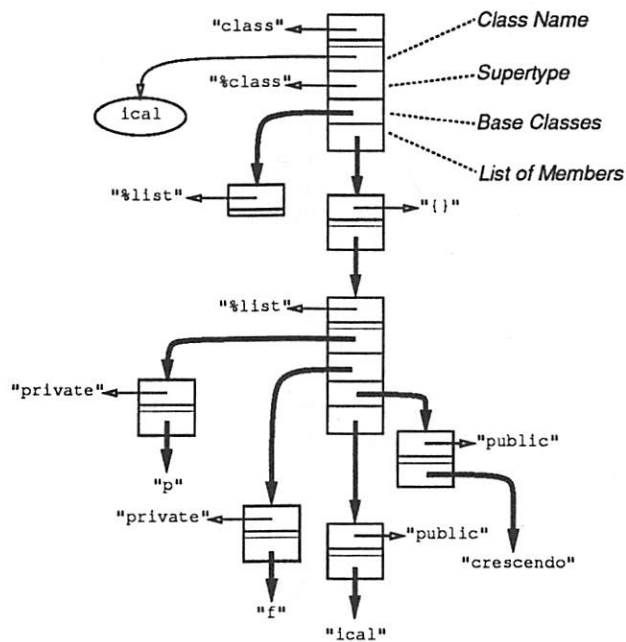 "class"
Class Name
"%class"
Supertype
ical
Base Classes
List of Members
"%list"
"{}"
"%list"
"private"
"public"
"p"
"private"
"public"
"crescendo"
"f"
"ical"